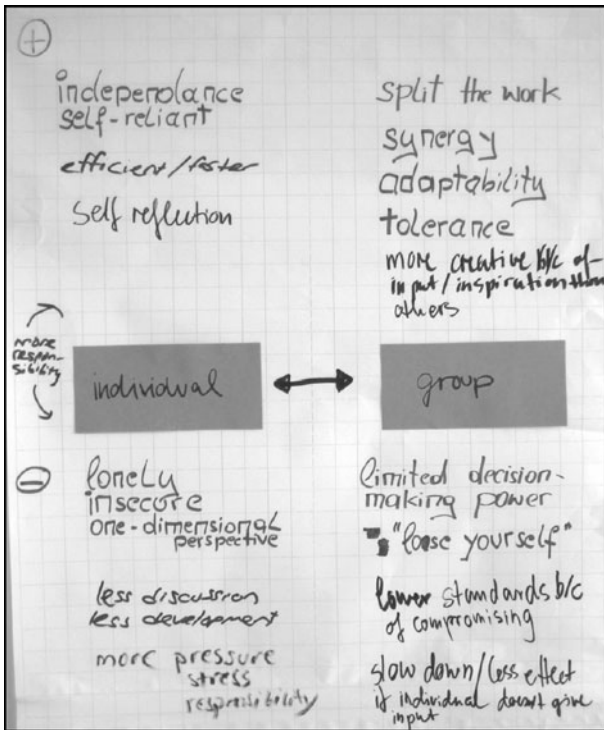 +
independance
self-reliant
efficient/faster
self reflection
split the work
synergy
adaptability
tolerance
more creative b/c of
input/inspiration
others
more
respon-
sibility
individual
group
-
lonely
insecure
one-dimensional
perspective
less discussion
less development
more pressure
stress
responsibility
limited decision-
making power
"loose yourself"
lower standards b/c
of compromising
slow down/less effect
if individual doesn't give
input